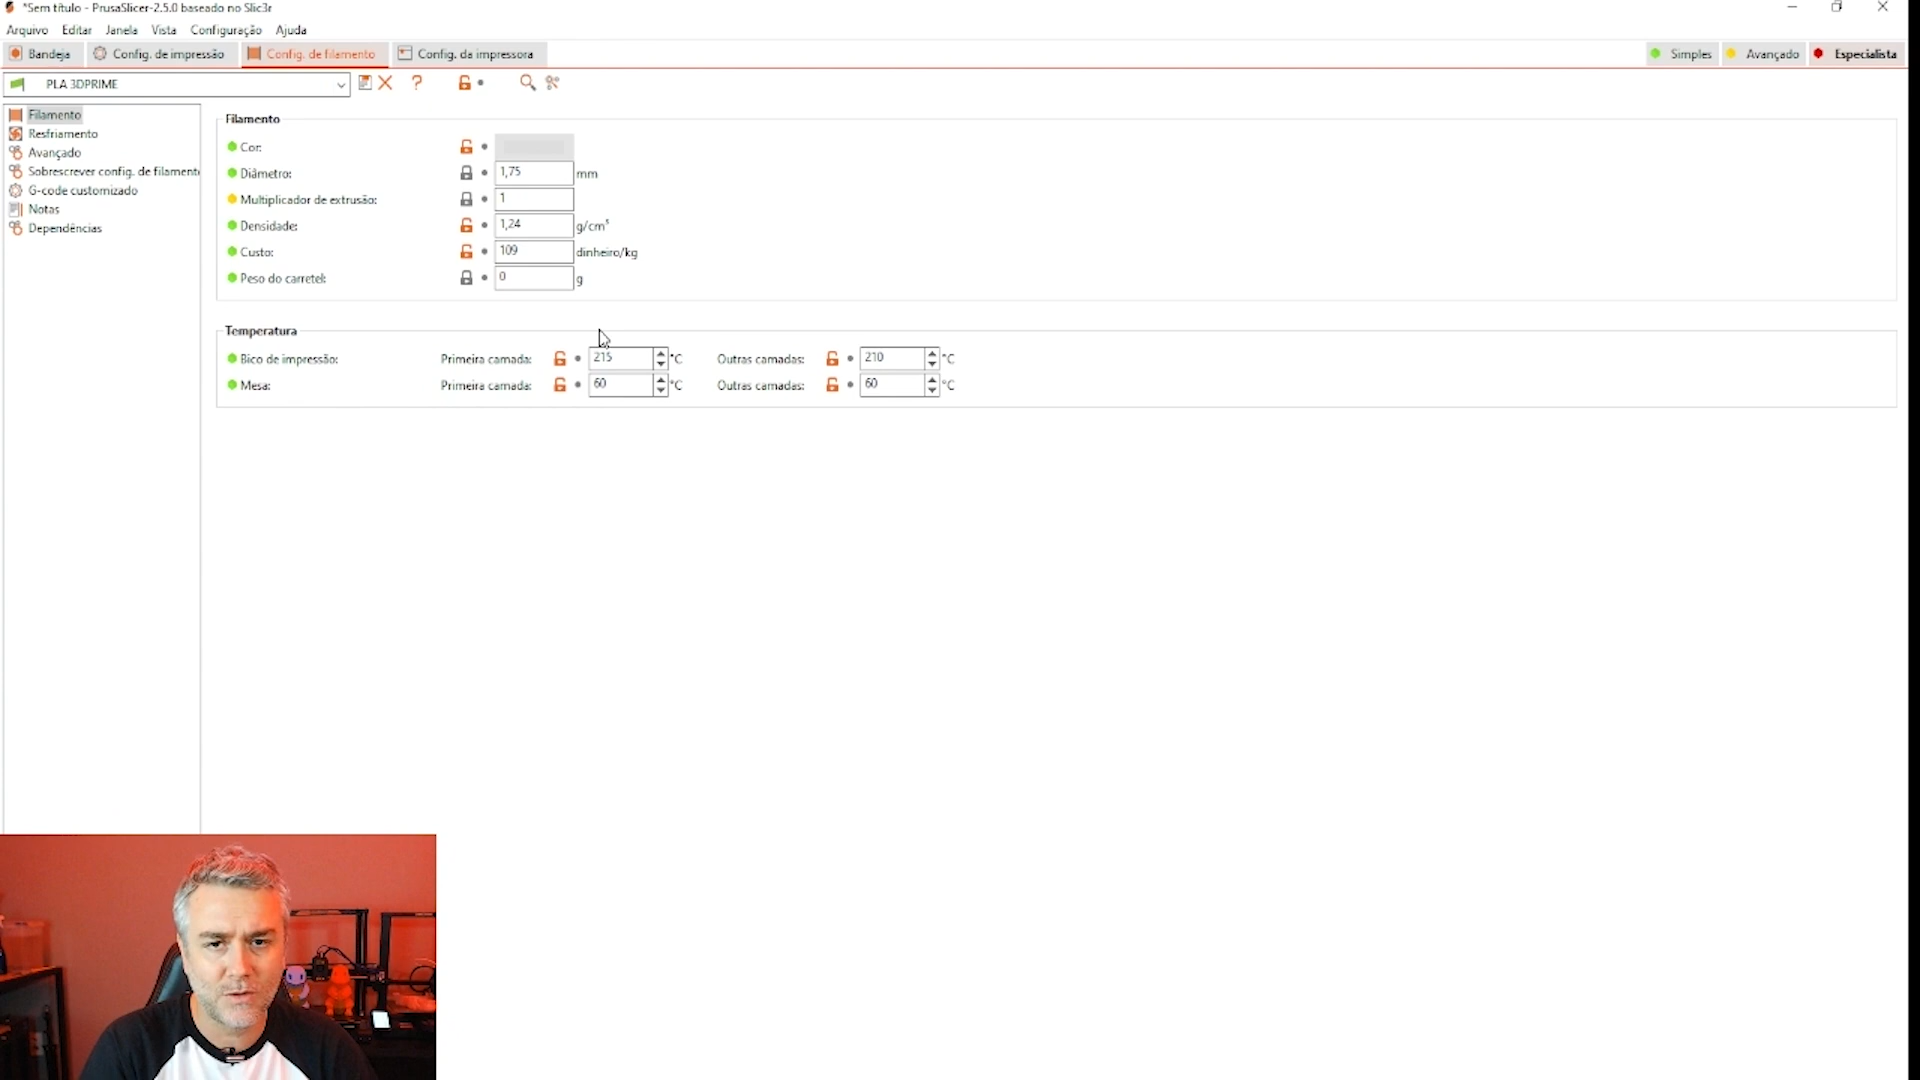 *Sem título - PrusaSlicer-2.5.0 baseado no Slic3r
Arquivo Editar Janela Vista Configuração Ajuda
Bandeja Config. de impressão Config. de filamento Config. da impressora Simples Avançado Especialista
PLA 3DPRIME
Filamento
Resfriamento
Avançado
Sobrescrever config. de filament
G-code customizado
Notas
Dependências
Filamento
Cor:
Diâmetro: 1,75 mm
Multiplicador de extrusão: 1
Densidade: 1,24 g/cm³
Custo: 109 dinheiro/kg
Peso do carretel: 0 g
Temperatura
Bico de impressão: Primeira camada: 215 °C Outras camadas: 210 °C
Mesa: Primeira camada: 60 °C Outras camadas: 60 °C